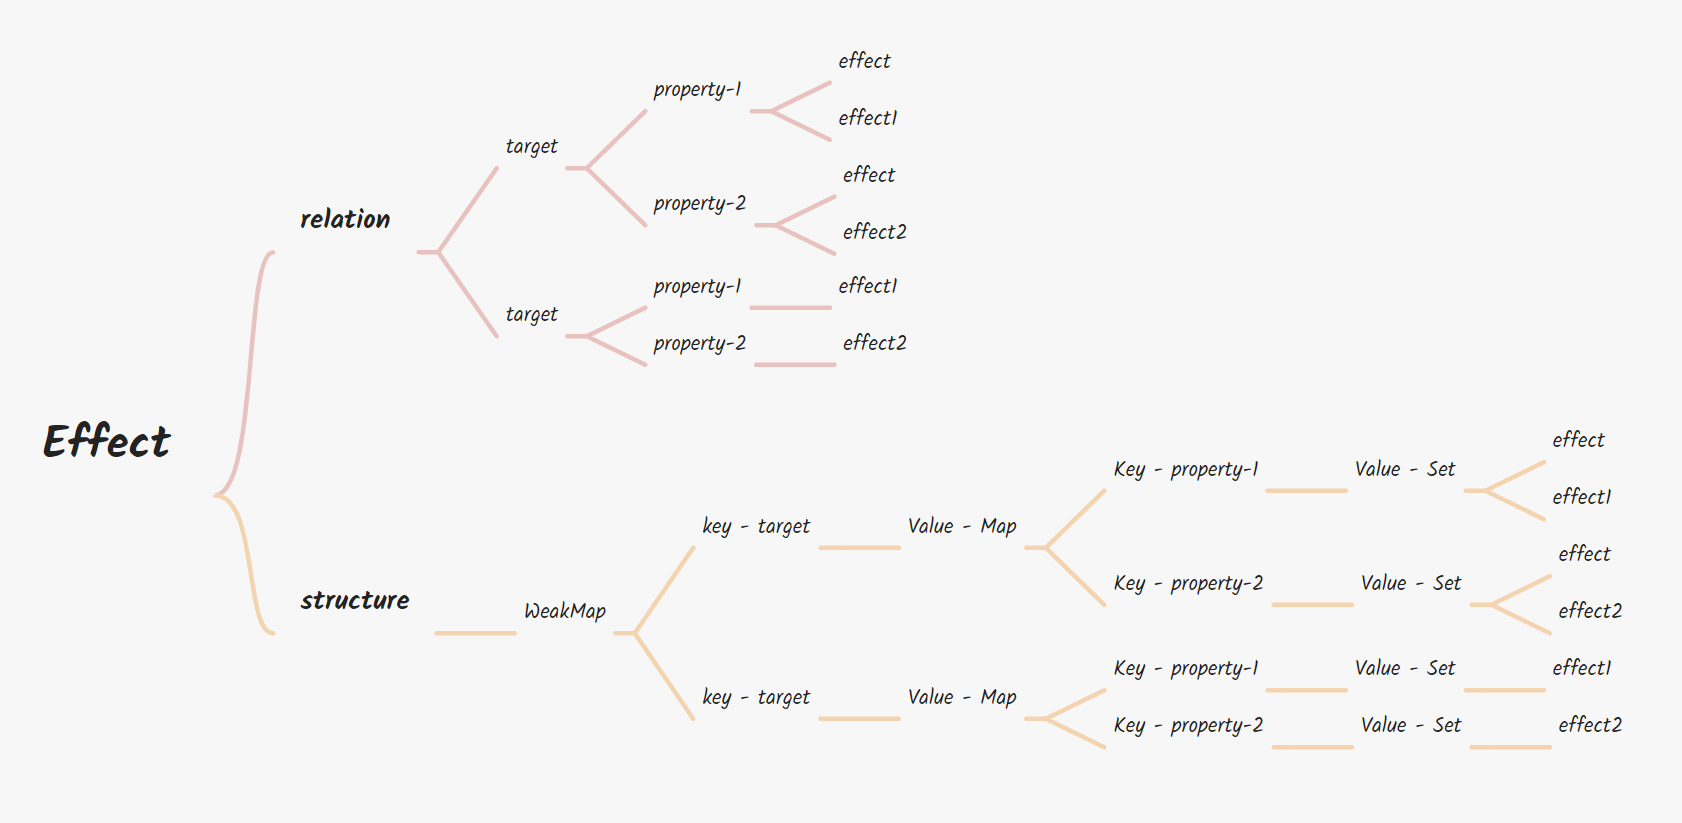 Effect
relation
target
property-1
effect
effect1
property-2
effect
effect2
target
property-1
effect1
property-2
effect2
structure
WeakMap
key - target
Value - Map
Key - property-1
Value - Set
effect
effect1
Key - property-2
Value - Set
effect
effect2
key - target
Value - Map
Key - property-1
Value - Set
effect1
Key - property-2
Value - Set
effect2